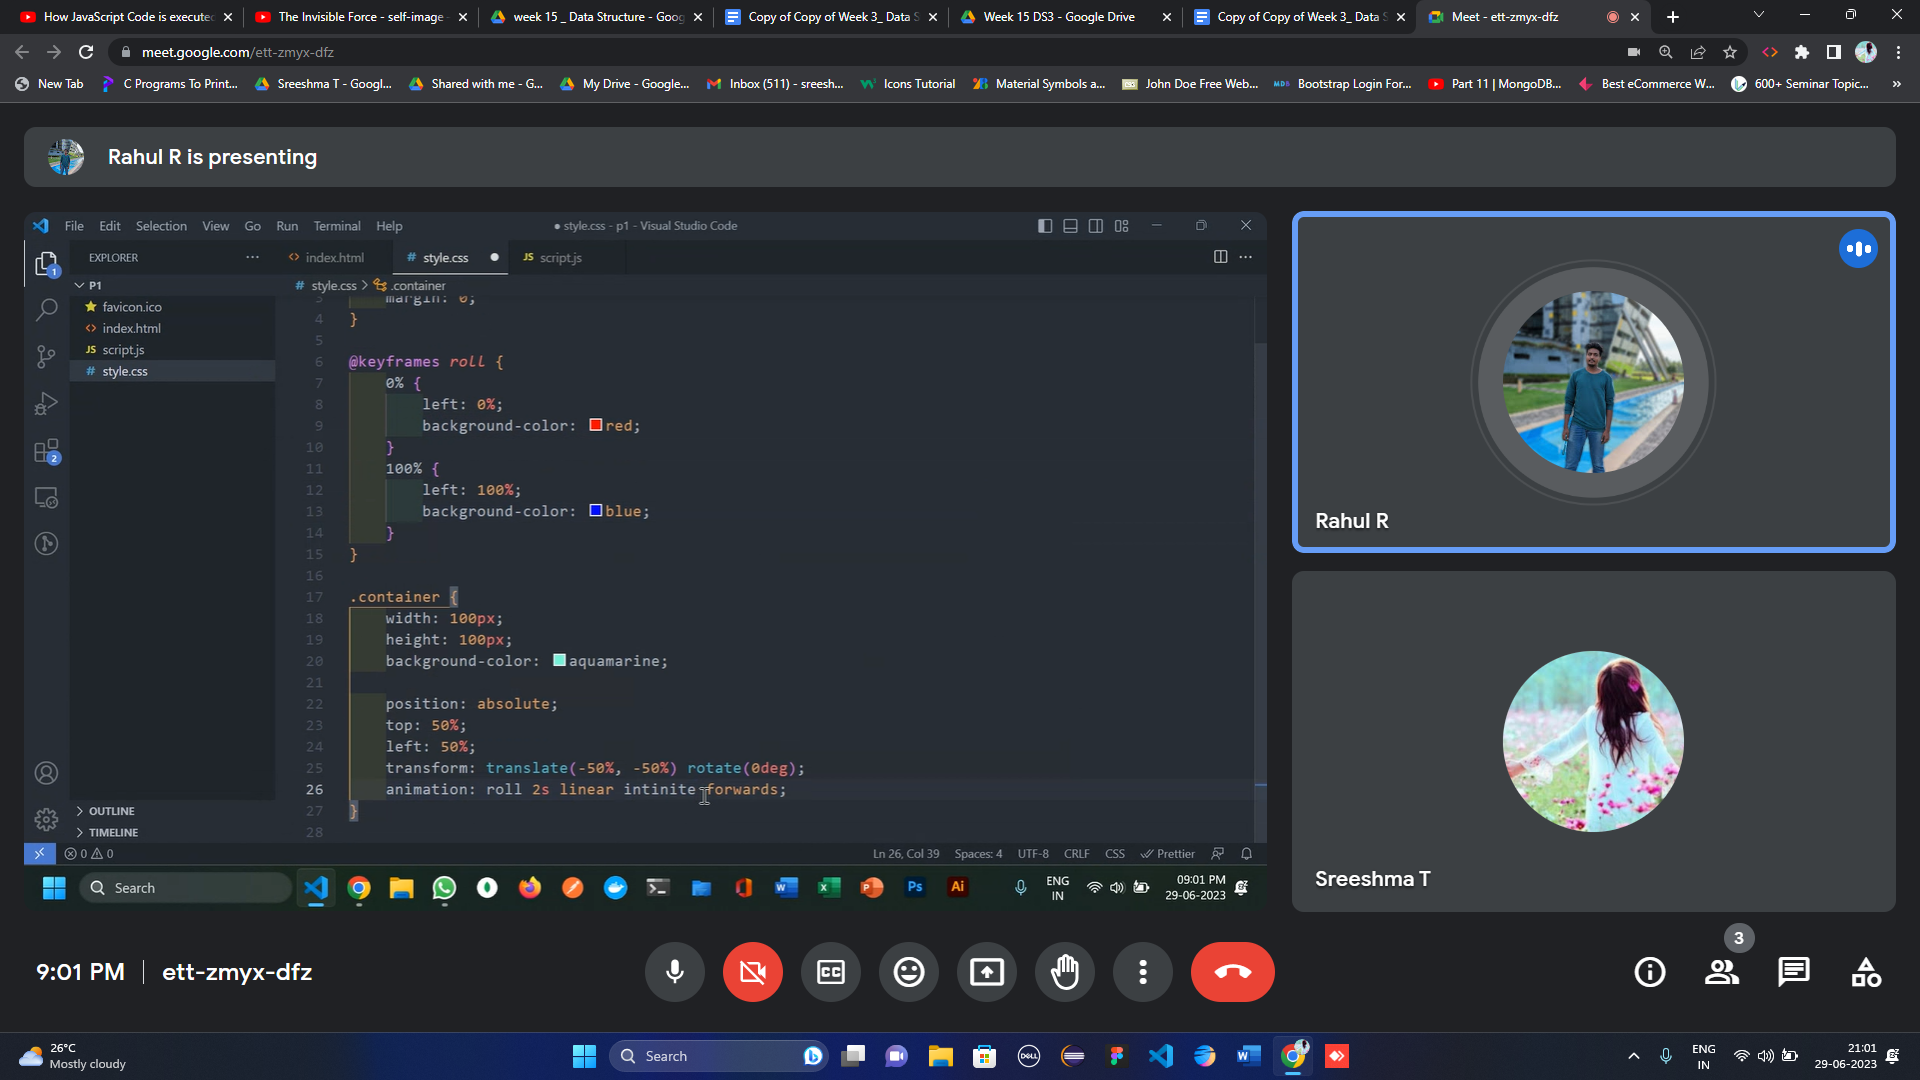 How JavaScript Code is execute
The Invisible Force - self-image
week 15 _ Data Structure - Goog
Copy of Copy of Week 3_ Data S
Week 15 DS3 - Google Drive
Copy of Copy of Week 3_ Data S
Meet - ett-zmyx-dfz
meet.google.com/ett-zmyx-dfz
New Tab
C Programs To Print...
Sreeshma T - Googl...
Shared with me - G...
My Drive - Google...
Inbox (511) - sreesh...
Icons Tutorial
Material Symbols a...
John Doe Free Web...
Bootstrap Login For...
Part 11 | MongoDB...
Best eCommerce W...
600+ Seminar Topic...
Rahul R is presenting
File Edit Selection View Go Run Terminal Help
● style.css - p1 - Visual Studio Code
EXPLORER
index.html
# style.css
JS script.js
P1
# style.css > .container
favicon.ico
index.html
JS script.js
# style.css
3 margin: 0;
4 }
5
6 @keyframes roll {
7 0% {
8 left: 0%;
9 background-color: red;
10 }
11 100% {
12 left: 100%;
13 background-color: blue;
14 }
15 }
16
17 .container {
18 width: 100px;
19 height: 100px;
20 background-color: aquamarine;
21
22 position: absolute;
23 top: 50%;
24 left: 50%;
25 transform: translate(-50%, -50%) rotate(0deg);
26 animation: roll 2s linear intinite forwards;
27 }
28
1
2
OUTLINE
TIMELINE
0 0
Ln 26, Col 39 Spaces: 4 UTF-8 CRLF CSS Prettier
Search
Ps
Ai
ENG
IN
09:01 PM
29-06-2023
Rahul R
Sreeshma T
9:01 PM | ett-zmyx-dfz
CC
3
26°C
Mostly cloudy
Search
DELL
ENG
IN
21:01
29-06-2023